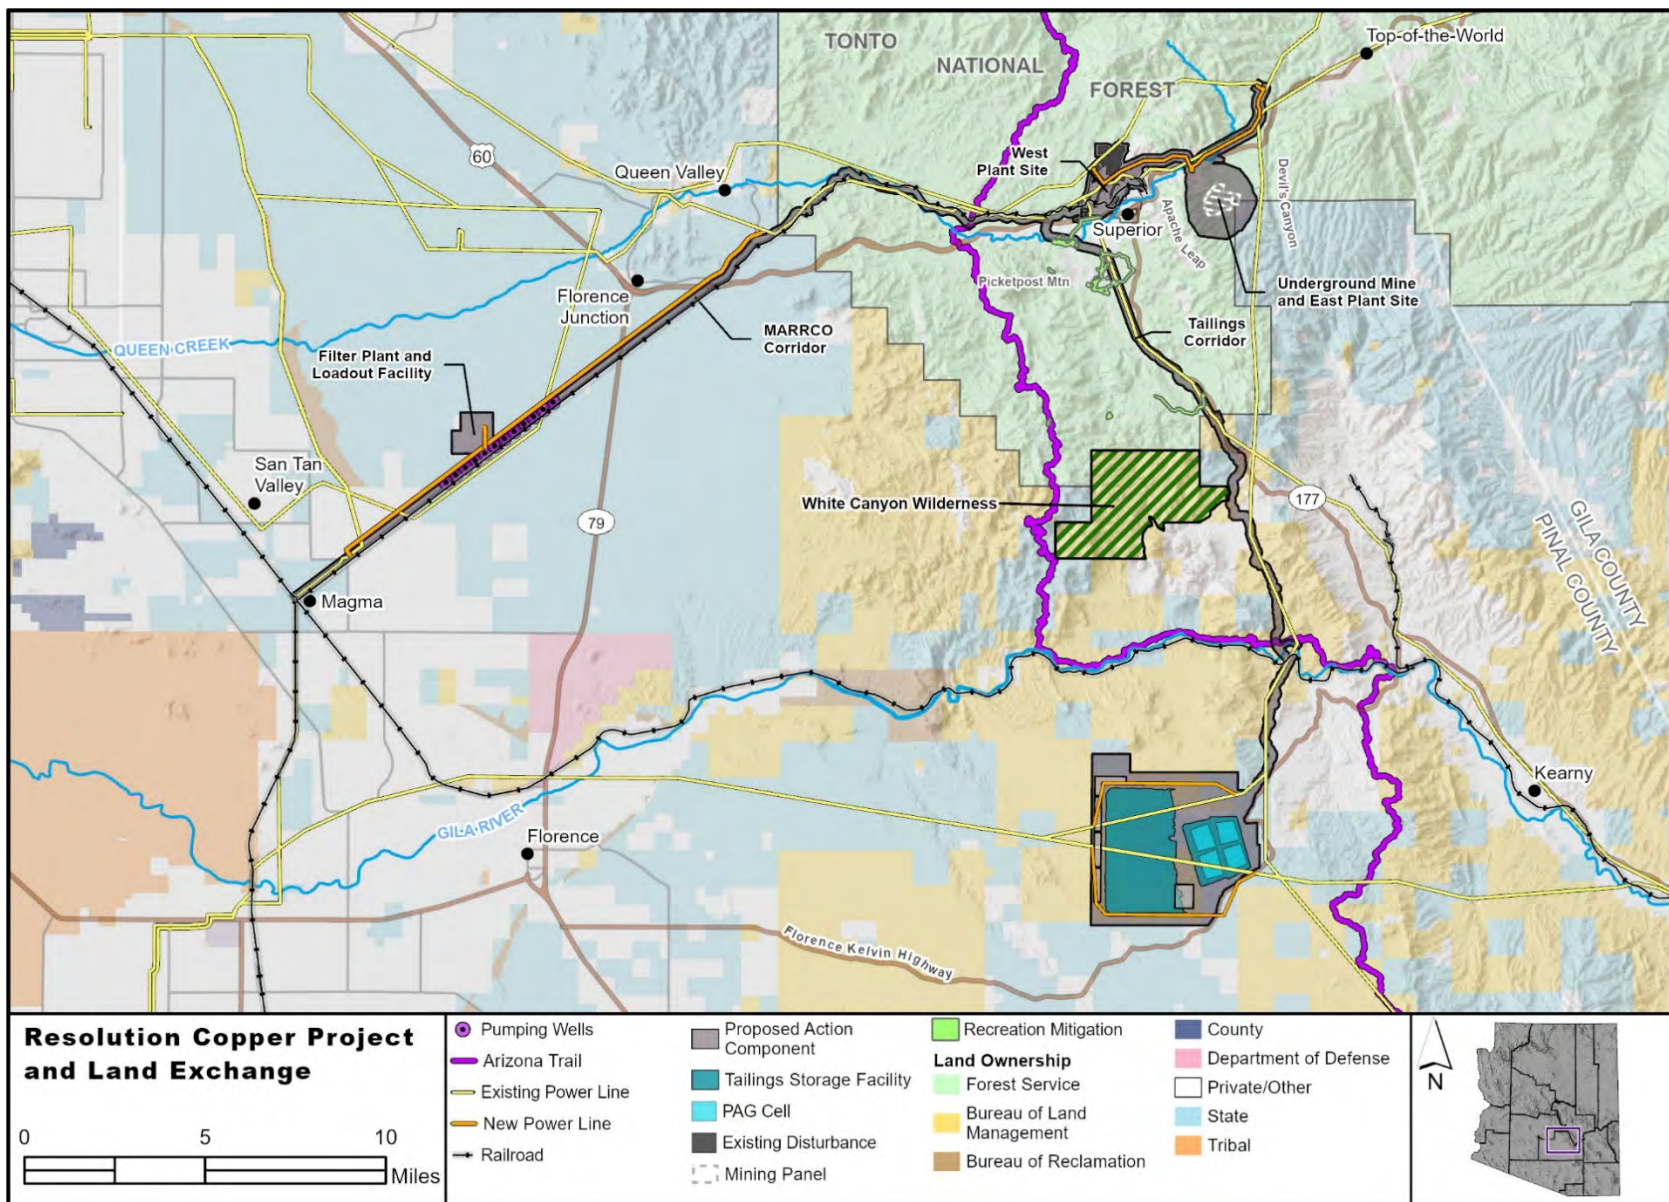 TONTO
NATIONAL
FOREST
Top-of-the-World
60
Queen Valley
West
Plant Site
Devil's Canyon
Superior
Apache Leap
Picketpost Mtn
Florence
Junction
Underground Mine
and East Plant Site
MARRCO
Corridor
Tailings
Corridor
QUEEN CREEK
Filter Plant and
Loadout Facility
San Tan
Valley
White Canyon Wilderness
177
79
GILA COUNTY
PINAL COUNTY
Magma
Kearny
GILA RIVER
Florence
Florence Kelvin Highway
Resolution Copper Project
and Land Exchange
0 5 10
Miles
Pumping Wells
Arizona Trail
Existing Power Line
New Power Line
Railroad
Proposed Action
Component
Tailings Storage Facility
PAG Cell
Existing Disturbance
Mining Panel
Recreation Mitigation
Land Ownership
Forest Service
Bureau of Land
Management
Bureau of Reclamation
County
Department of Defense
Private/Other
State
Tribal
N